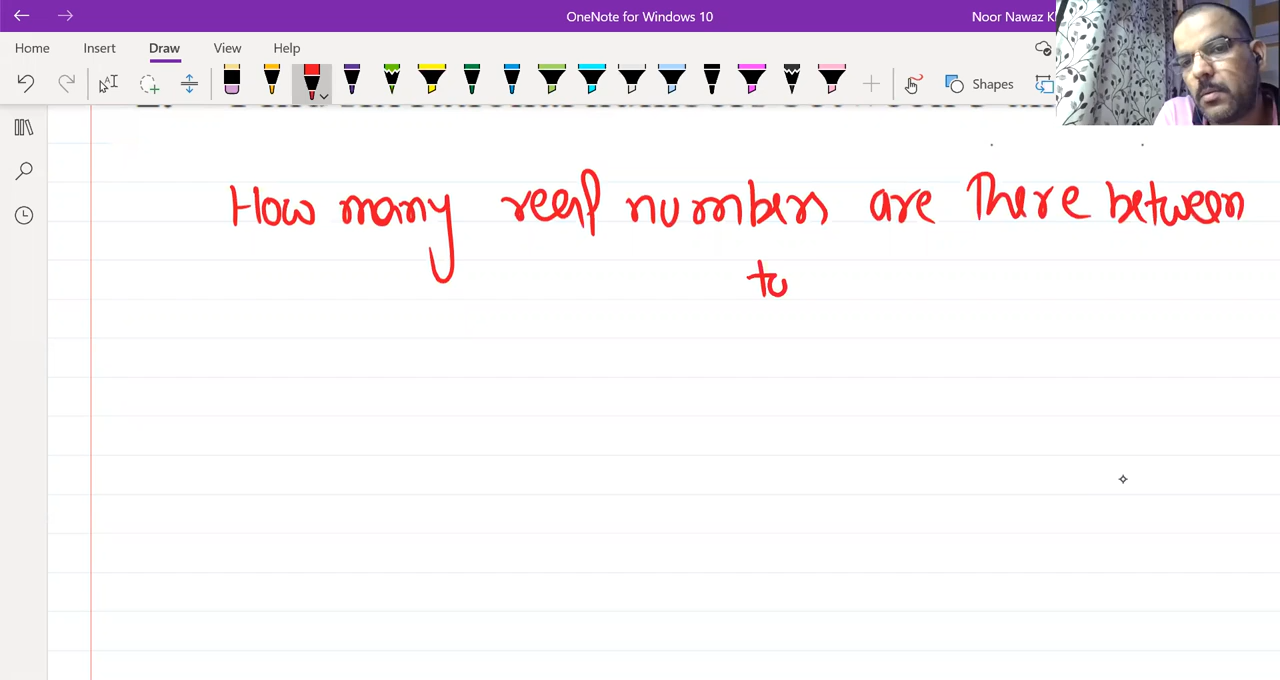 OneNote for Windows 10
Noor Nawaz
Home Insert Draw View Help
Shapes
How many real numbers are There between
to